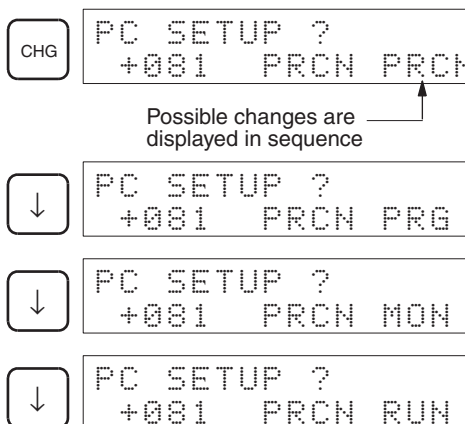 CHG
PC SETUP ?
+081 PRCN PRCN
Possible changes are
displayed in sequence
↓
PC SETUP ?
+081 PRCN PRG
↓
PC SETUP ?
+081 PRCN MON
↓
PC SETUP ?
+081 PRCN RUN